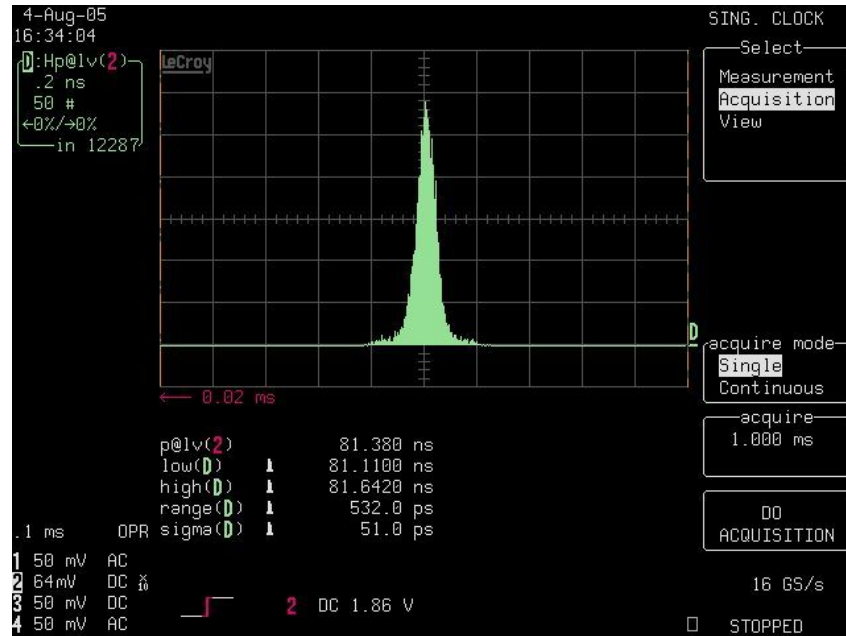 4-Aug-05
16:34:04
D:Hp@lv(2)
.2 ns
50 #
←0%/→0%
in 12287
LeCroy
D
← 0.02 ms
p@lv(2) 81.380 ns
low(D) 81.1100 ns
high(D) 81.6420 ns
range(D) 532.0 ps
sigma(D) 51.0 ps
.1 ms OPR
1 50 mV AC
2 64mV DC X10
3 50 mV DC
4 50 mV AC
2 DC 1.86 V
SING. CLOCK
Select
Measurement
Acquisition
View
acquire mode
Single
Continuous
acquire
1.000 ms
DO
ACQUISITION
16 GS/s
STOPPED